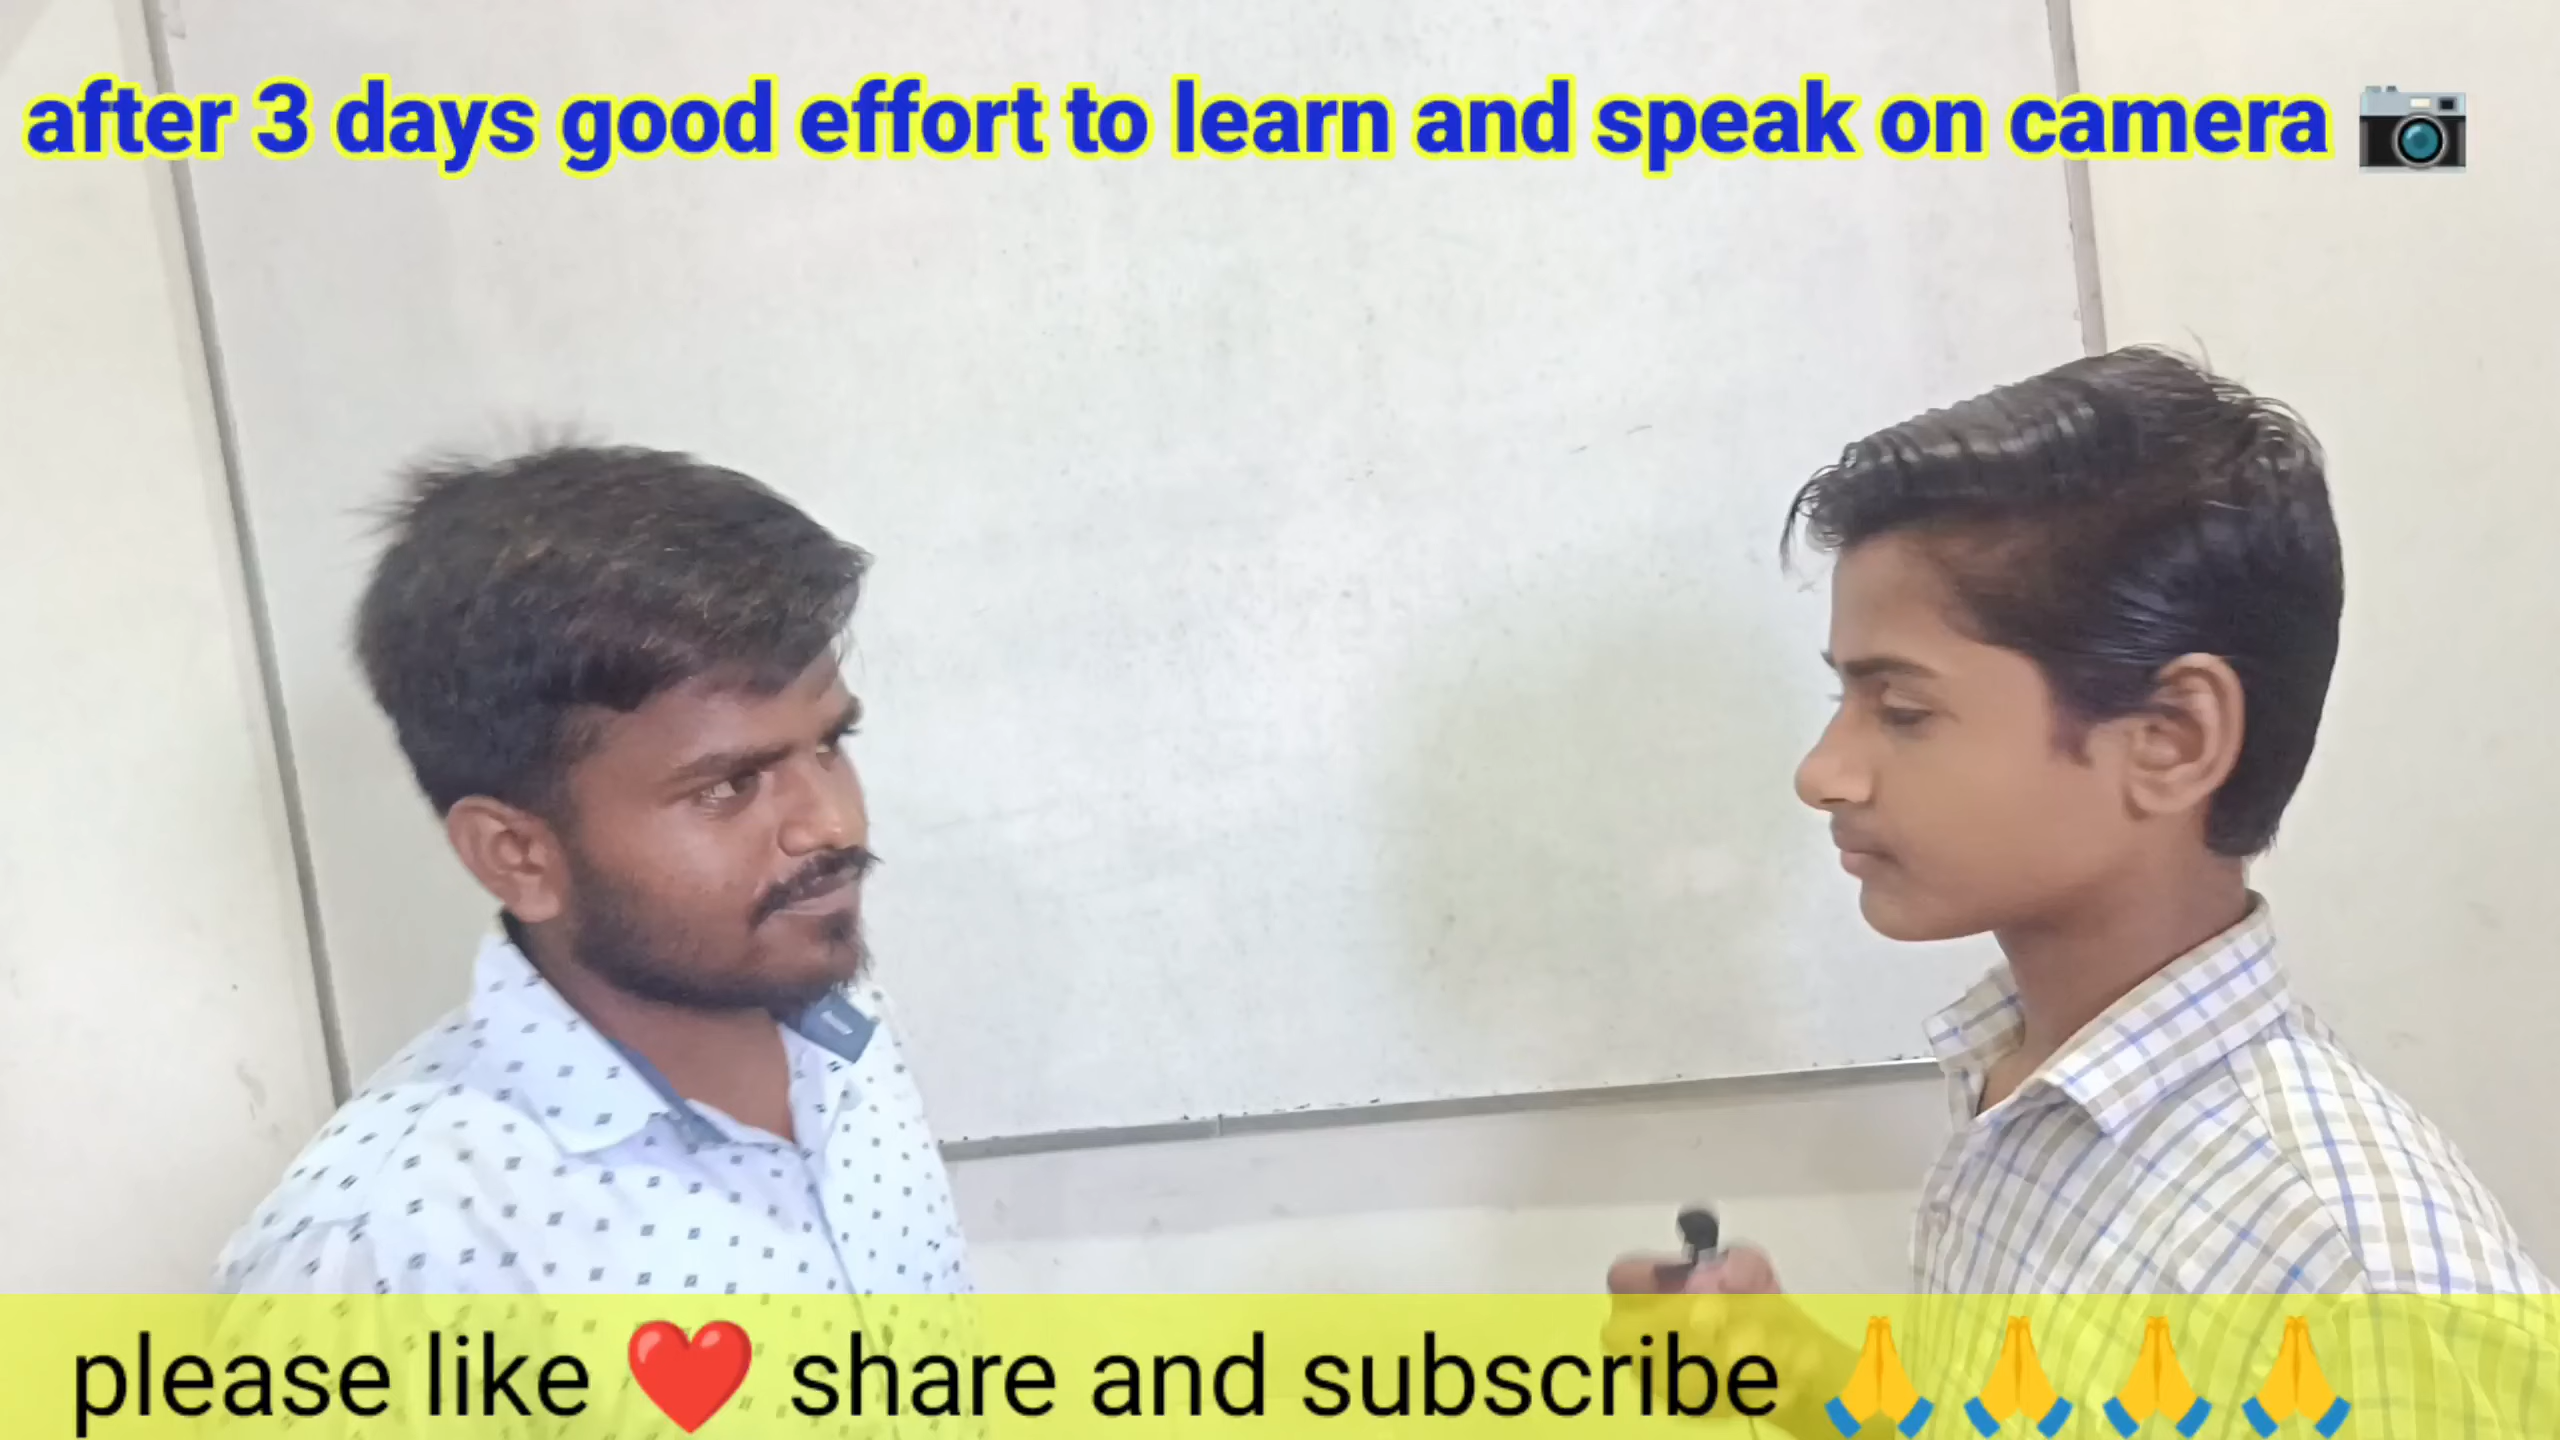 after 3 days good effort to learn and speak on camera 📷
please like ❤️ share and subscribe 🙏🙏🙏🙏